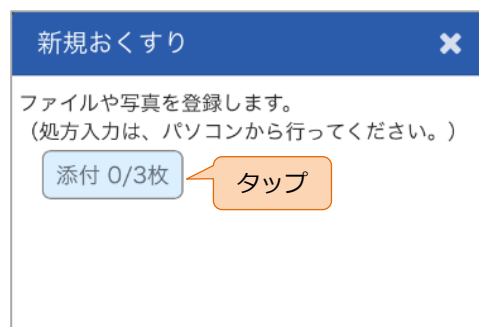 新規おくすり
ファイルや写真を登録します。
（処方入力は、パソコンから行ってください。）
添付 0/3枚
タップ